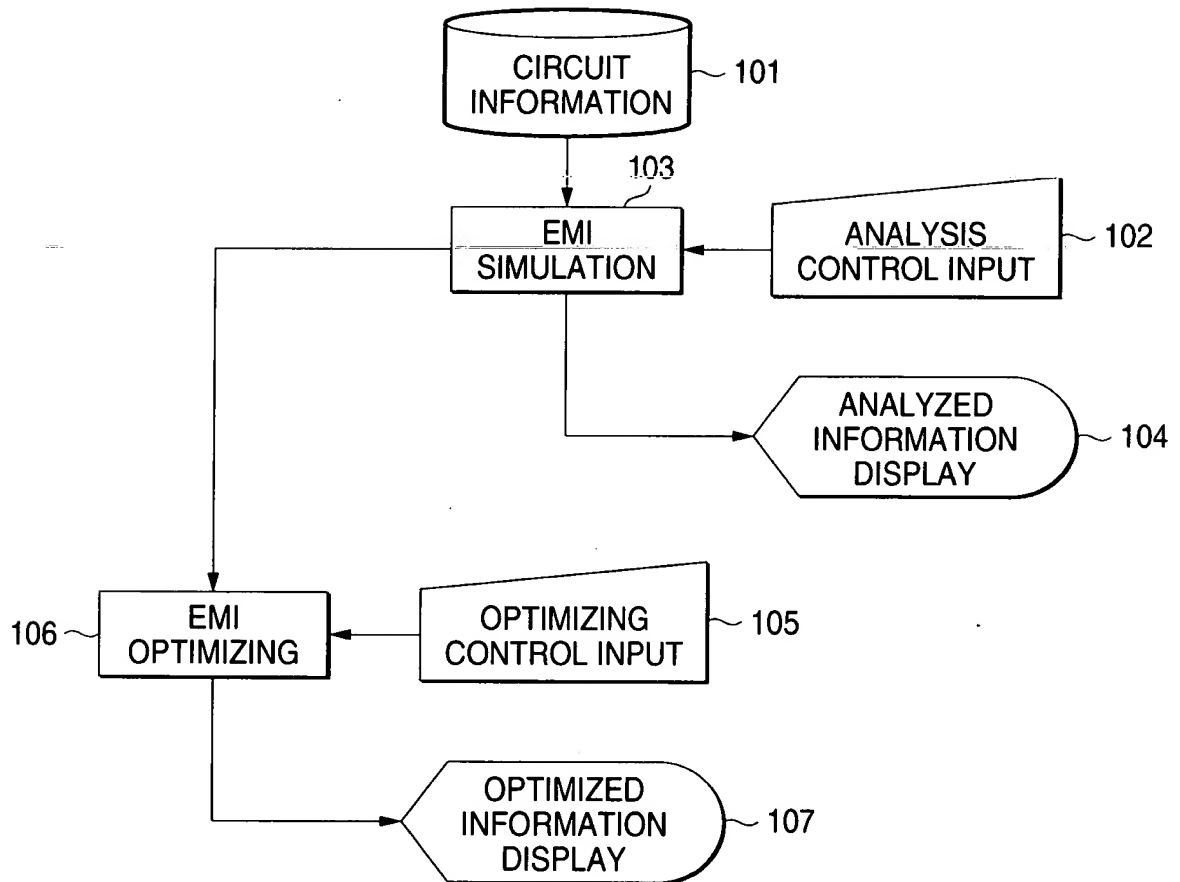 CIRCUIT
INFORMATION
101
103
EMI
SIMULATION
ANALYSIS
CONTROL INPUT
102
ANALYZED
INFORMATION
DISPLAY
104
106
EMI
OPTIMIZING
OPTIMIZING
CONTROL INPUT
105
OPTIMIZED
INFORMATION
DISPLAY
107